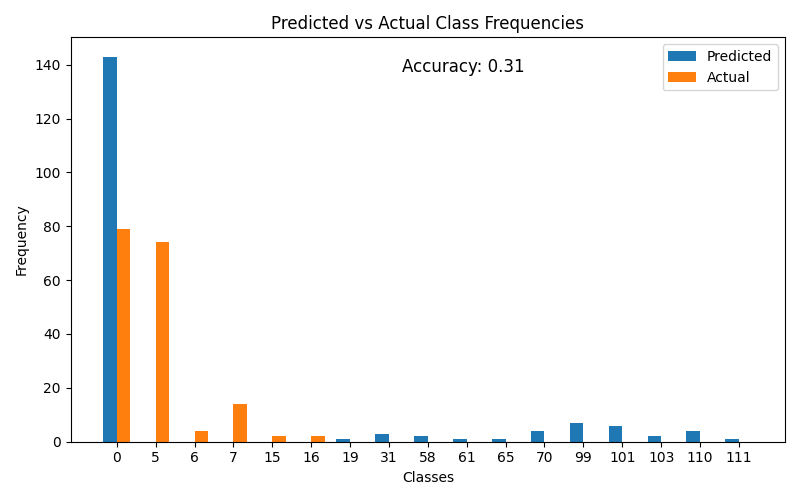 Predicted vs Actual Class Frequencies
Accuracy: 0.31
Predicted
Actual
Frequency
140
120
100
80
60
40
20
0
0 5 6 7 15 16 19 31 58 61 65 70 99 101 103 110 111
Classes